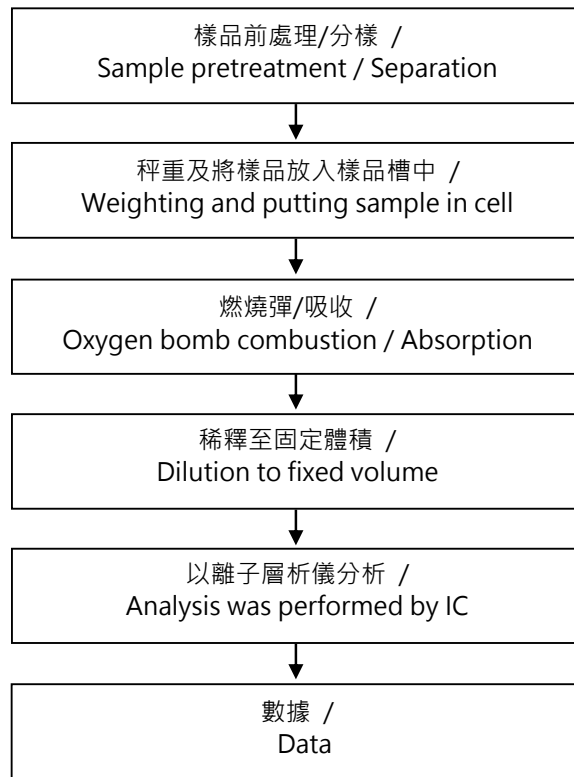 樣品前處理/分樣 /
Sample pretreatment / Separation
秤重及將樣品放入樣品槽中 /
Weighting and putting sample in cell
燃燒彈/吸收 /
Oxygen bomb combustion / Absorption
稀釋至固定體積 /
Dilution to fixed volume
以離子層析儀分析 /
Analysis was performed by IC
數據 /
Data